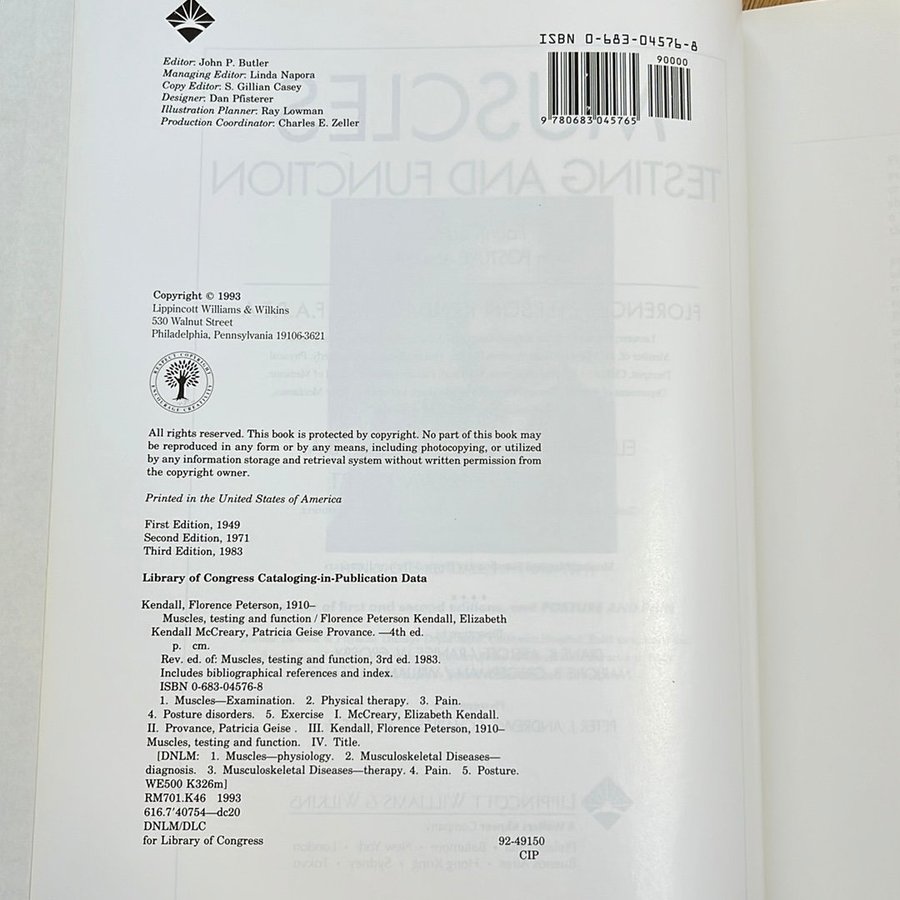 ISBN 0-683-04576-8
90000
9 780683 045765
Editor: John P. Butler
Managing Editor: Linda Napora
Copy Editor: S. Gillian Casey
Designer: Dan Pfisterer
Illustration Planner: Ray Lowman
Production Coordinator: Charles E. Zeller
MUSCLES
TESTING AND FUNCTION
Copyright © 1993
Lippincott Williams & Wilkins
530 Walnut Street
Philadelphia, Pennsylvania 19106-3621
RESPECT COPYRIGHT
ENCOURAGE CREATIVITY
All rights reserved. This book is protected by copyright. No part of this book may
be reproduced in any form or by any means, including photocopying, or utilized
by any information storage and retrieval system without written permission from
the copyright owner.
Printed in the United States of America
First Edition, 1949
Second Edition, 1971
Third Edition, 1983
Library of Congress Cataloging-in-Publication Data
Kendall, Florence Peterson, 1910–
Muscles, testing and function / Florence Peterson Kendall, Elizabeth
Kendall McCreary, Patricia Geise Provance. —4th ed.
p. cm.
Rev. ed. of: Muscles, testing and function, 3rd ed. 1983.
Includes bibliographical references and index.
ISBN 0-683-04576-8
1. Muscles—Examination. 2. Physical therapy. 3. Pain.
4. Posture disorders. 5. Exercise I. McCreary, Elizabeth Kendall.
II. Provance, Patricia Geise . III. Kendall, Florence Peterson, 1910–
Muscles, testing and function. IV. Title.
[DNLM: 1. Muscles—physiology. 2. Musculoskeletal Diseases—
diagnosis. 3. Musculoskeletal Diseases—therapy. 4. Pain. 5. Posture.
WE500 K326m]
RM701.K46 1993
616.7'40754—dc20
DNLM/DLC
for Library of Congress 92-49150
CIP
LIPPINCOTT WILLIAMS & WILKINS